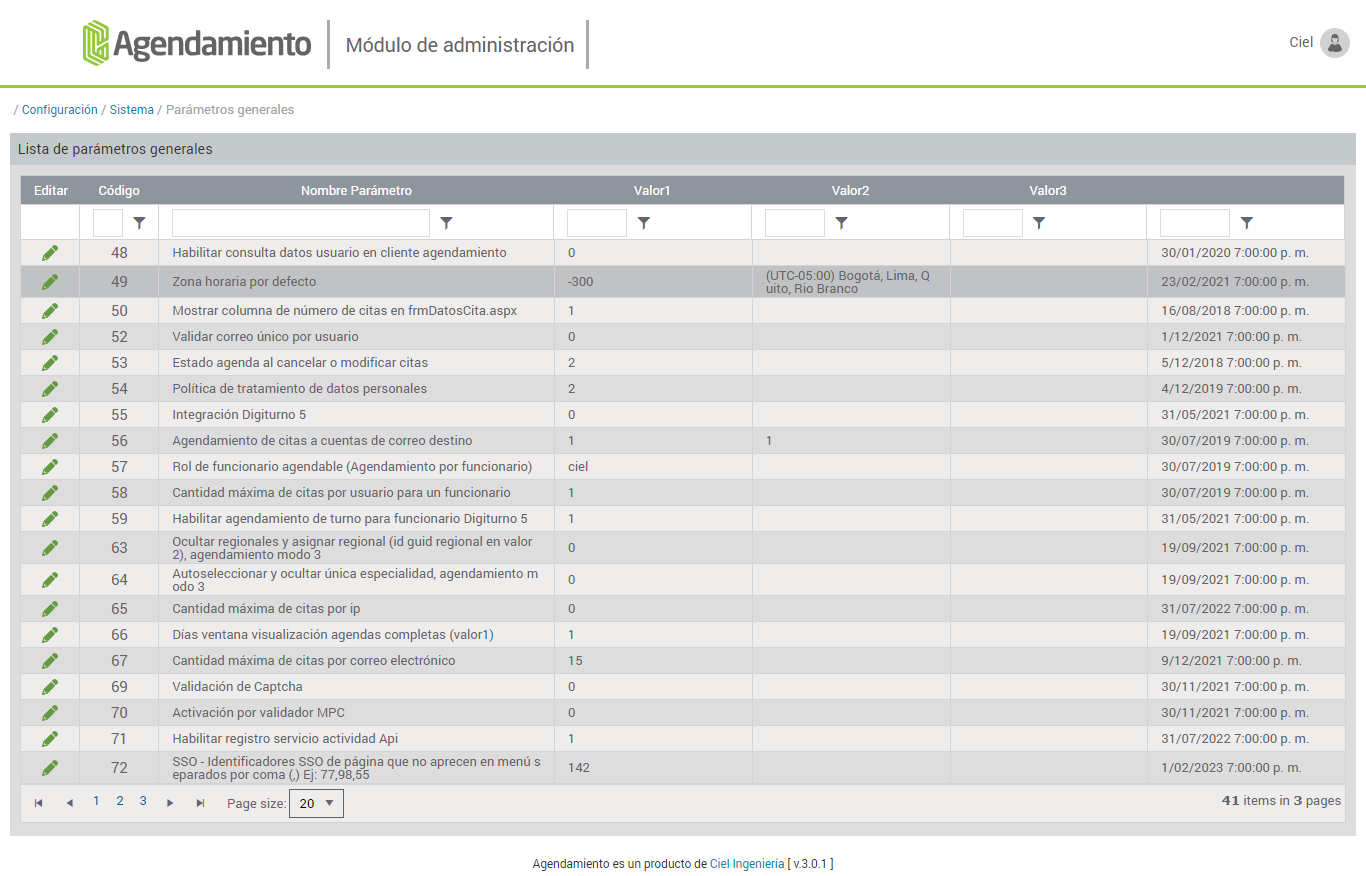 Agendamiento
Módulo de administración
Ciel
/ Configuración / Sistema / Parámetros generales
Lista de parámetros generales
Editar Código Nombre Parámetro Valor1 Valor2 Valor3
48 Habilitar consulta datos usuario en cliente agendamiento 0 30/01/2020 7:00:00 p. m.
49 Zona horaria por defecto -300 (UTC-05:00) Bogotá, Lima, Q
uito, Rio Branco 23/02/2021 7:00:00 p. m.
50 Mostrar columna de número de citas en frmDatosCita.aspx 1 16/08/2018 7:00:00 p. m.
52 Validar correo único por usuario 0 1/12/2021 7:00:00 p. m.
53 Estado agenda al cancelar o modificar citas 2 5/12/2018 7:00:00 p. m.
54 Política de tratamiento de datos personales 2 4/12/2019 7:00:00 p. m.
55 Integración Digiturno 5 0 31/05/2021 7:00:00 p. m.
56 Agendamiento de citas a cuentas de correo destino 1 1 30/07/2019 7:00:00 p. m.
57 Rol de funcionario agendable (Agendamiento por funcionario) ciel 30/07/2019 7:00:00 p. m.
58 Cantidad máxima de citas por usuario para un funcionario 1 30/07/2019 7:00:00 p. m.
59 Habilitar agendamiento de turno para funcionario Digiturno 5 1 31/05/2021 7:00:00 p. m.
63 Ocultar regionales y asignar regional (id guid regional en valor
2), agendamiento modo 3 0 19/09/2021 7:00:00 p. m.
64 Autoseleccionar y ocultar única especialidad, agendamiento m
odo 3 0 19/09/2021 7:00:00 p. m.
65 Cantidad máxima de citas por ip 0 31/07/2022 7:00:00 p. m.
66 Días ventana visualización agendas completas (valor1) 1 19/09/2021 7:00:00 p. m.
67 Cantidad máxima de citas por correo electrónico 15 9/12/2021 7:00:00 p. m.
69 Validación de Captcha 0 30/11/2021 7:00:00 p. m.
70 Activación por validador MPC 0 30/11/2021 7:00:00 p. m.
71 Habilitar registro servicio actividad Api 1 31/07/2022 7:00:00 p. m.
72 SSO - Identificadores SSO de página que no aprecen en menú s
eparados por coma (,) Ej: 77,98,55 142 1/02/2023 7:00:00 p. m.
1 2 3 Page size: 20 41 items in 3 pages
Agendamiento es un producto de Ciel Ingeniería [ v.3.0.1 ]